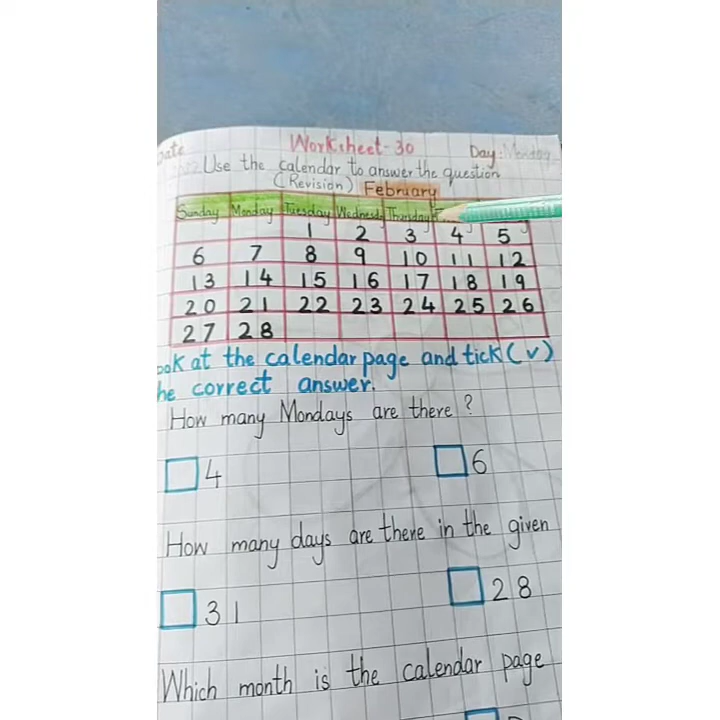 Date Worksheet-30 Day: Monday
Use the calendar to answer the question
(Revision) February
Sunday Monday Tuesday Wednesday Thursday
1 2 3 4 5
6 7 8 9 10 11 12
13 14 15 16 17 18 19
20 21 22 23 24 25 26
27 28
ook at the calendar page and tick (✓)
he correct answer.
How many Mondays are there ?
4 6
How many days are there in the given
31 28
Which month is the calendar page